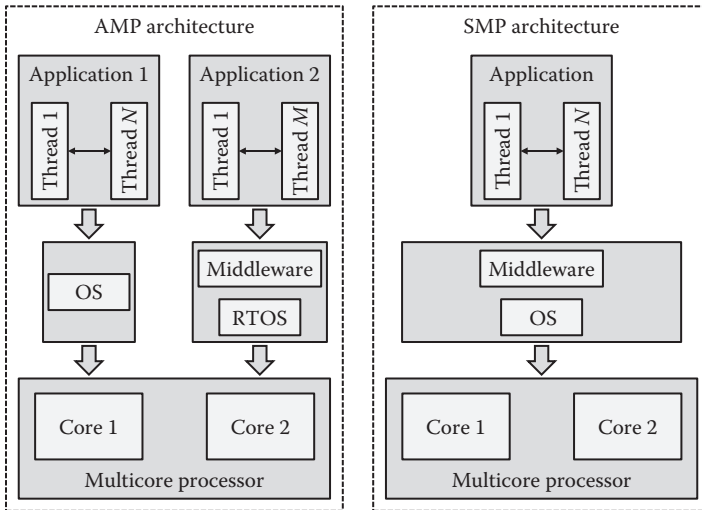 AMP architecture
Application 1
Thread 1
Thread N
Application 2
Thread 1
Thread M
OS
Middleware
RTOS
Core 1
Core 2
Multicore processor
SMP architecture
Application
Thread 1
Thread N
Middleware
OS
Core 1
Core 2
Multicore processor